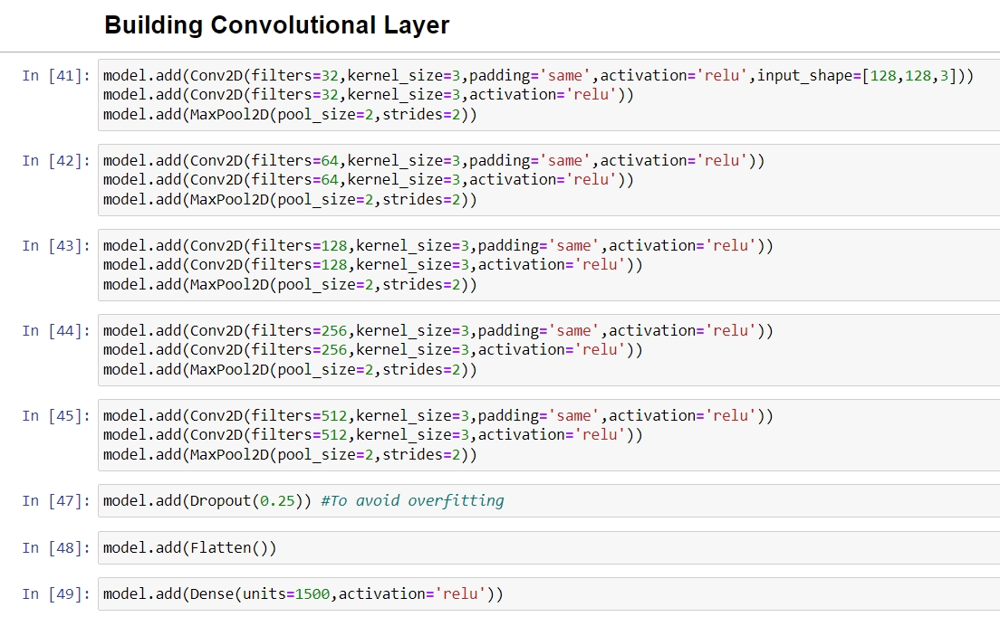 Building Convolutional Layer
In [41]: model.add(Conv2D(filters=32,kernel_size=3,padding='same',activation='relu',input_shape=[128,128,3]))
model.add(Conv2D(filters=32,kernel_size=3,activation='relu'))
model.add(MaxPool2D(pool_size=2,strides=2))
In [42]: model.add(Conv2D(filters=64,kernel_size=3,padding='same',activation='relu'))
model.add(Conv2D(filters=64,kernel_size=3,activation='relu'))
model.add(MaxPool2D(pool_size=2,strides=2))
In [43]: model.add(Conv2D(filters=128,kernel_size=3,padding='same',activation='relu'))
model.add(Conv2D(filters=128,kernel_size=3,activation='relu'))
model.add(MaxPool2D(pool_size=2,strides=2))
In [44]: model.add(Conv2D(filters=256,kernel_size=3,padding='same',activation='relu'))
model.add(Conv2D(filters=256,kernel_size=3,activation='relu'))
model.add(MaxPool2D(pool_size=2,strides=2))
In [45]: model.add(Conv2D(filters=512,kernel_size=3,padding='same',activation='relu'))
model.add(Conv2D(filters=512,kernel_size=3,activation='relu'))
model.add(MaxPool2D(pool_size=2,strides=2))
In [47]: model.add(Dropout(0.25)) #To avoid overfitting
In [48]: model.add(Flatten())
In [49]: model.add(Dense(units=1500,activation='relu'))